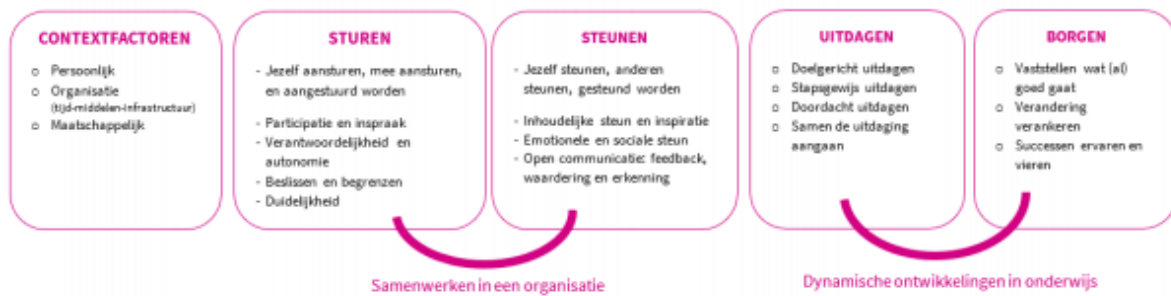 CONTEXTFACTOREN
o Persoonlijk
o Organisatie
(tijd-middelen-infrastructuur)
o Maatschappelijk
STUREN
- Jezelf aansturen, mee aansturen,
en aangestuurd worden
- Participatie en inspraak
- Verantwoordelijkheid en
autonomie
- Beslissen en begrenzen
- Duidelijkheid
STEUNEN
- Jezelf steunen, anderen
steunen, gesteund worden
- Inhoudelijke steun en inspiratie
- Emotionele en sociale steun
- Open communicatie: feedback,
waardering en erkenning
Samenwerken in een organisatie
UITDAGEN
o Doelgericht uitdagen
o Stapsgewijs uitdagen
o Doordacht uitdagen
o Samen de uitdaging
aangaan
BORGEN
o Vaststellen wat (al)
goed gaat
o Verandering
verankeren
o Successen ervaren en
vieren
Dynamische ontwikkelingen in onderwijs